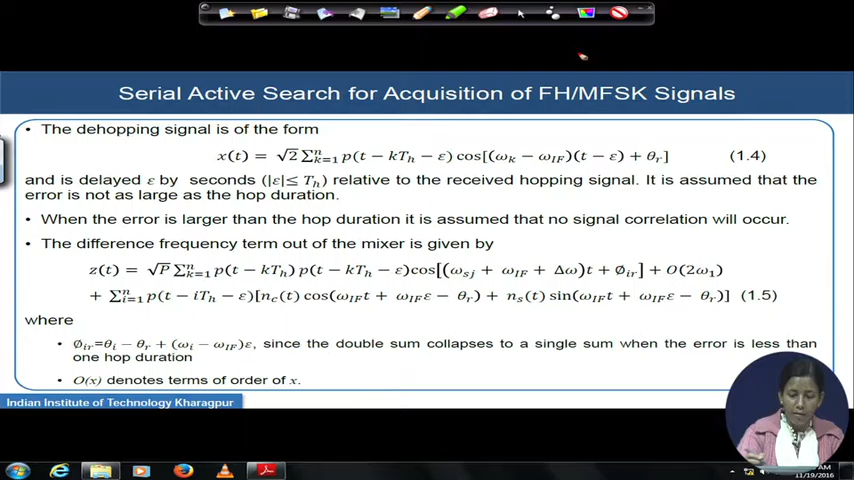 Serial Active Search for Acquisition of FH/MFSK Signals
• The dehopping signal is of the form
x(t) = √2 ∑ⁿₖ₌₁ p(t − kTₕ − ε) cos[(ωₖ − ω_IF)(t − ε) + θᵣ] (1.4)
and is delayed ε by seconds (|ε|≤ Tₕ) relative to the received hopping signal. It is assumed that the
error is not as large as the hop duration.
• When the error is larger than the hop duration it is assumed that no signal correlation will occur.
• The difference frequency term out of the mixer is given by
z(t) = √P ∑ⁿₖ₌₁ p(t − kTₕ) p(t − kTₕ − ε)cos[(ω_sj + ω_IF + Δω)t + ∅ᵢᵣ] + O(2ω₁)
+ ∑ⁿᵢ₌₁ p(t − iTₕ − ε)[n_c(t) cos(ω_IF t + ω_IF ε − θᵣ) + nₛ(t) sin(ω_IF t + ω_IF ε − θᵣ)] (1.5)
where
• ∅ᵢᵣ=θᵢ − θᵣ + (ωᵢ − ω_IF)ε, since the double sum collapses to a single sum when the error is less than
one hop duration
• O(x) denotes terms of order of x.
Indian Institute of Technology Kharagpur
11/19/2016